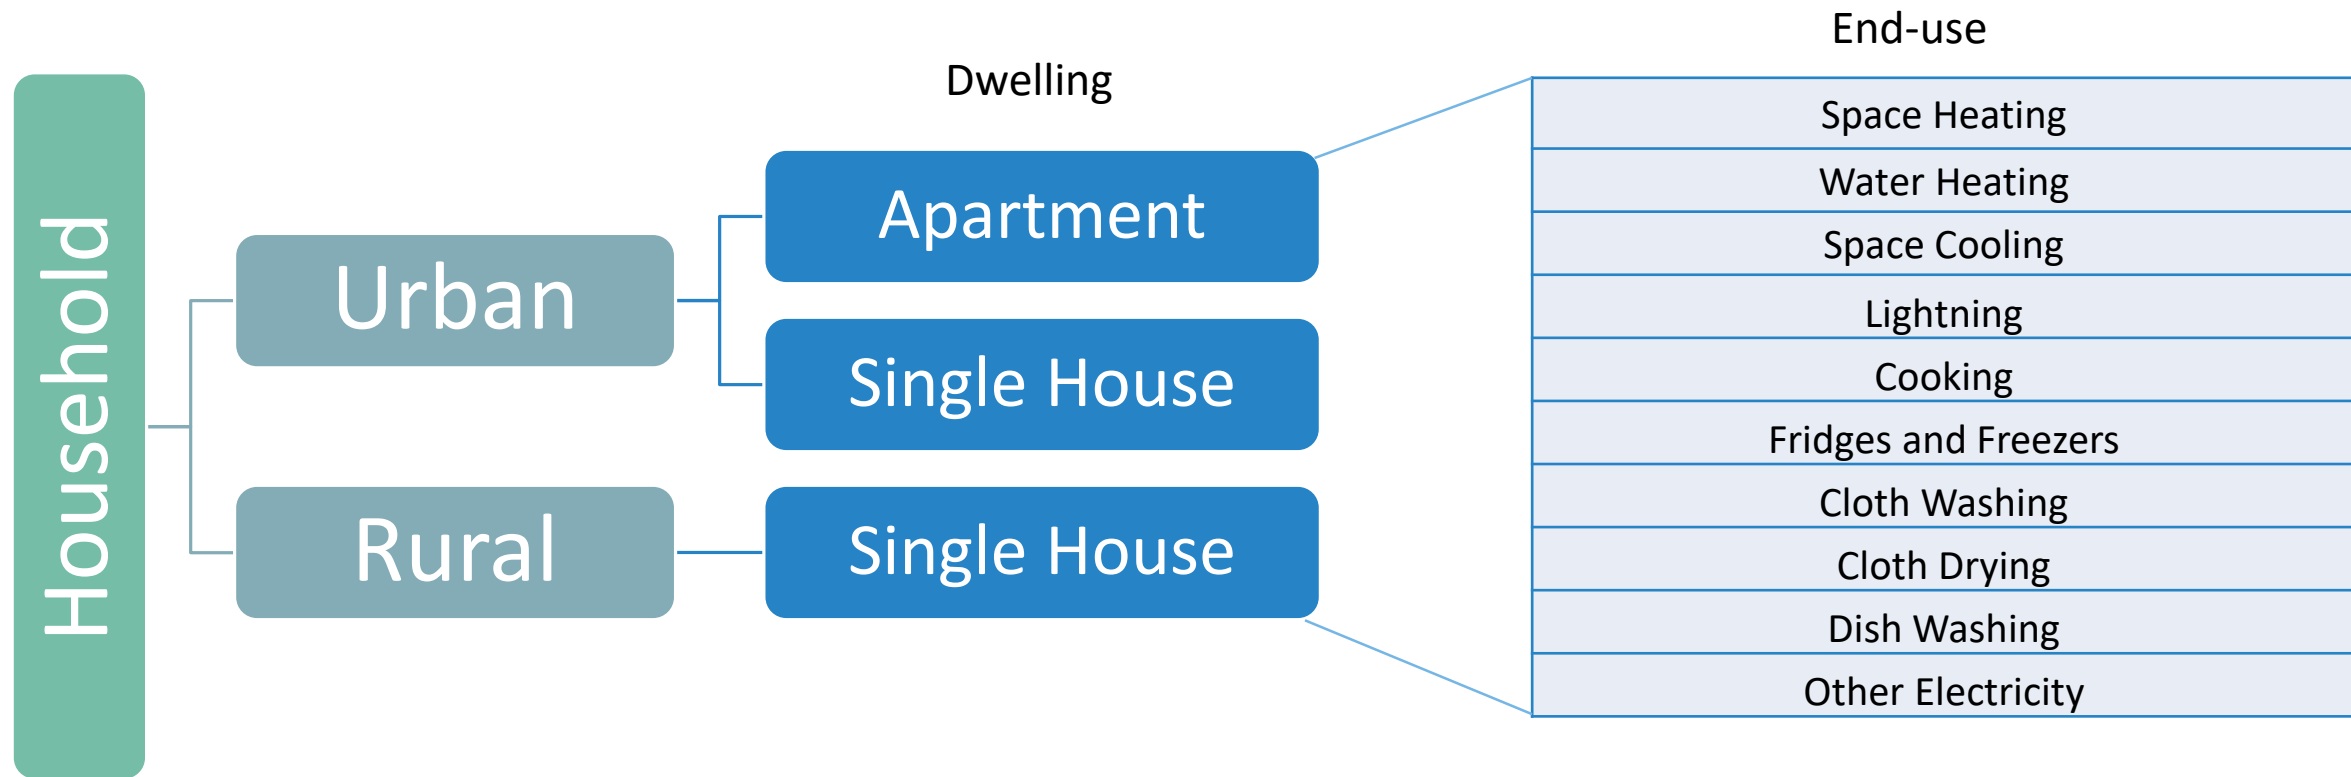 Household
Urban
Rural
Dwelling
Apartment
Single House
Single House
End-use
Space Heating
Water Heating
Space Cooling
Lightning
Cooking
Fridges and Freezers
Cloth Washing
Cloth Drying
Dish Washing
Other Electricity